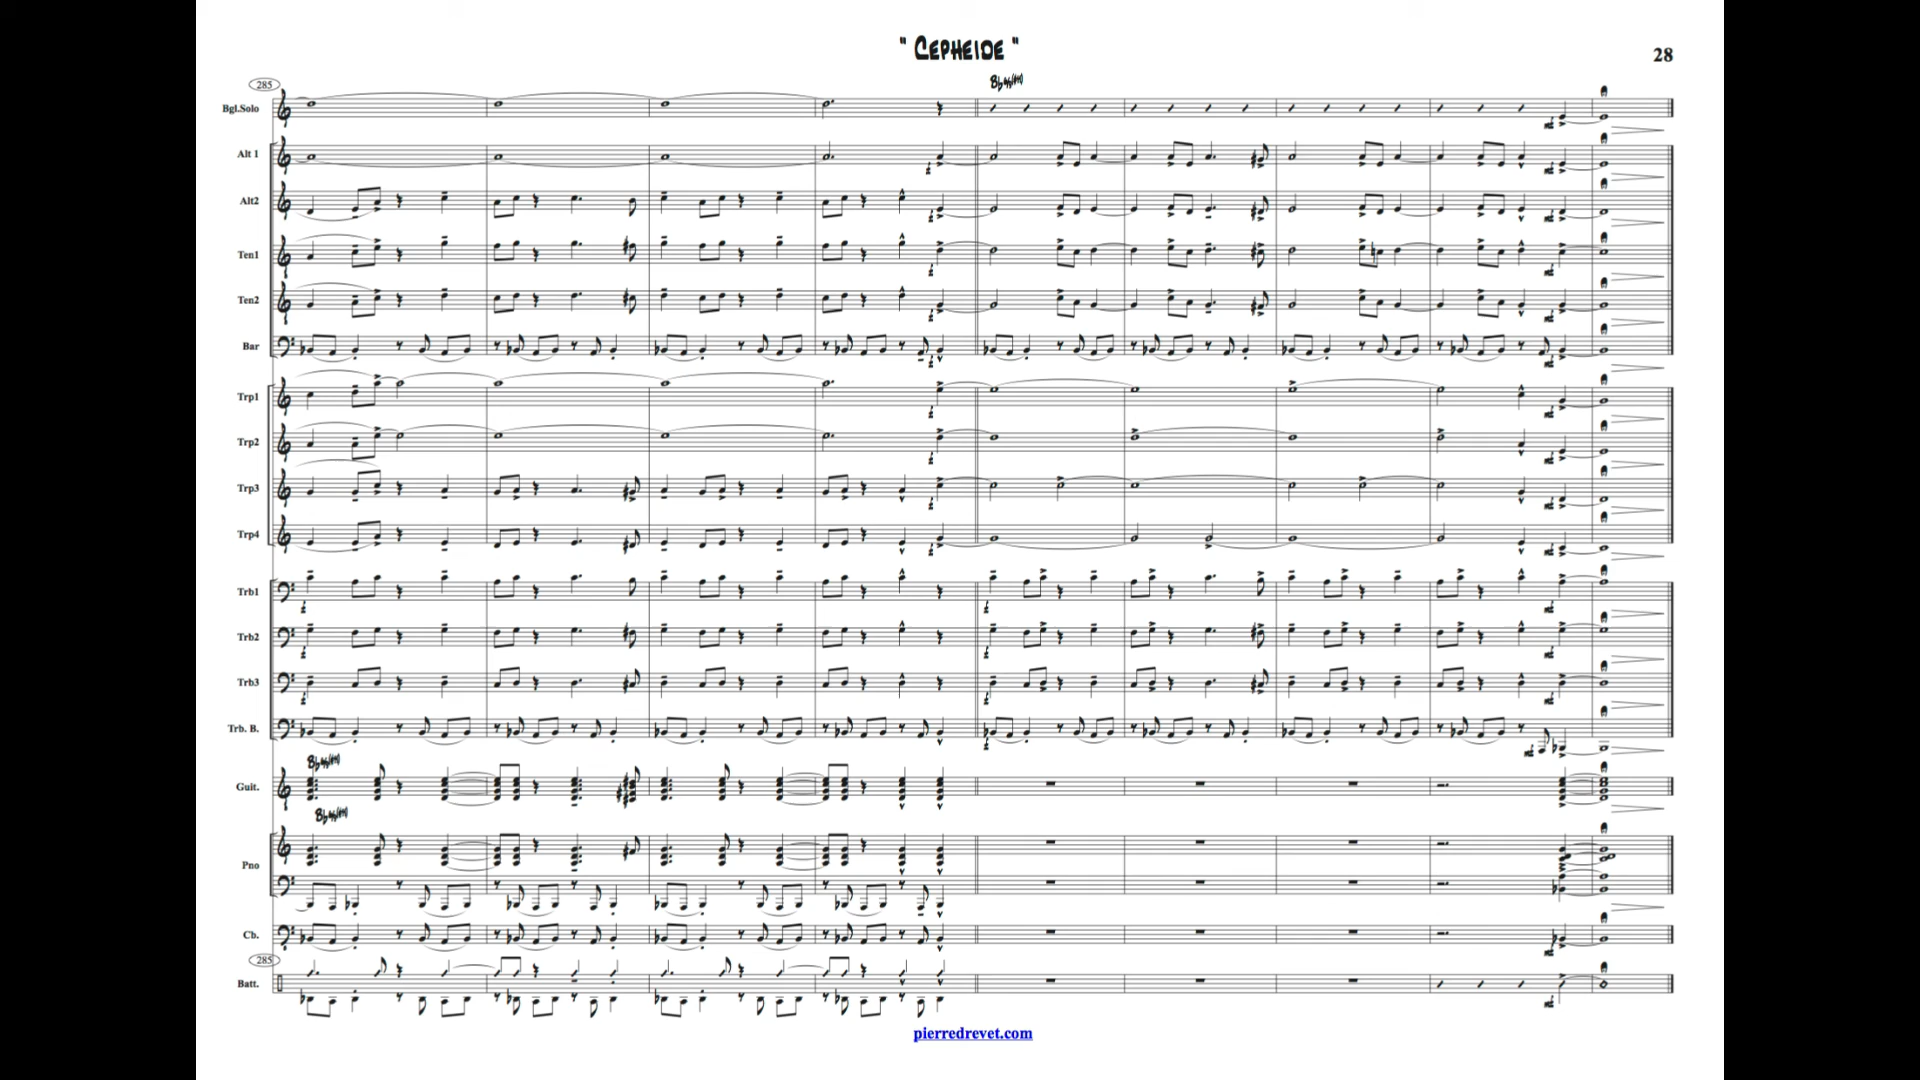 " CEPHEIDE "
28
285
Bgl.Solo
Alt 1
Alt2
Ten1
Ten2
Bar
Trp1
Trp2
Trp3
Trp4
Trb1
Trb2
Trb3
Trb. B.
Guit.
Pno
Cb.
285
Batt.
pierredrevet.com